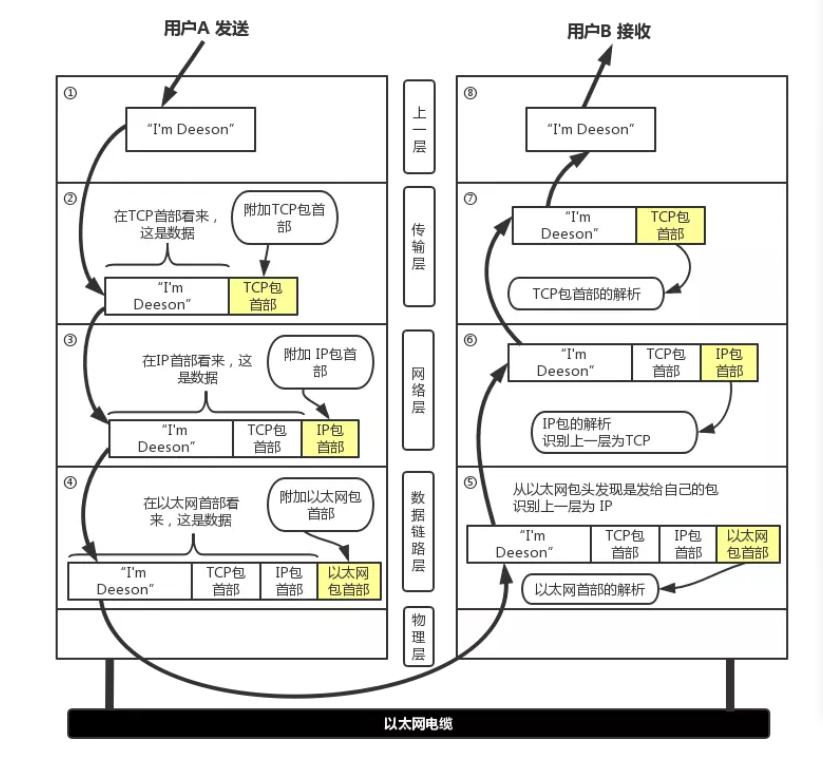 用户A 发送
①
“I'm Deeson”
②
在TCP首部看来，
这是数据
附加TCP包首
部
“I'm
Deeson”
TCP包
首部
③
在IP首部看来，这
是数据
附加 IP包首
部
“I'm
Deeson”
TCP包
首部
IP包
首部
④
在以太网首部看
来，这是数据
附加以太网包
首部
“I'm
Deeson”
TCP包
首部
IP包
首部
以太网
包首部
上一层
传输层
网络层
数据链路层
物理层
用户B 接收
⑧
“I'm Deeson”
⑦
“I'm
Deeson”
TCP包
首部
TCP包首部的解析
⑥
“I'm
Deeson”
TCP包
首部
IP包
首部
IP包的解析
识别上一层为TCP
⑤
从以太网包头发现是发给自己的包
识别上一层为 IP
“I'm
Deeson”
TCP包
首部
IP包
首部
以太网
包首部
以太网首部的解析
以太网电缆